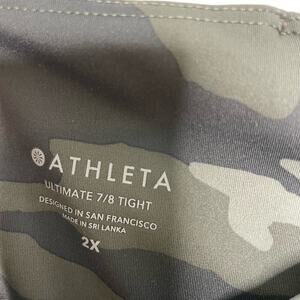 ATHLETA
ULTIMATE 7/8 TIGHT
DESIGNED IN SAN FRANCISCO
MADE IN SRI LANKA
2X